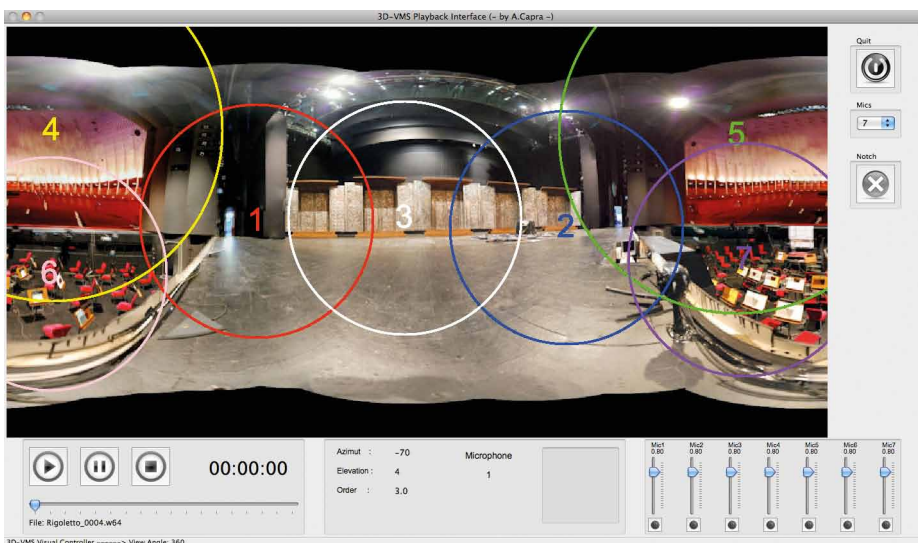 3D-VMS Playback Interface (- by A.Capra -)
Quit
Mics
7
Notch
4
5
1
3
2
6
7
00:00:00
File: Rigoletto_0004.w64
Azimut : -70
Elevation : 4
Order : 3.0
Microphone
1
Mic1 Mic2 Mic3 Mic4 Mic5 Mic6 Mic7
0.80 0.80 0.80 0.80 0.80 0.80 0.80
3D-VMS Visual Controller ------> View Angle: 360